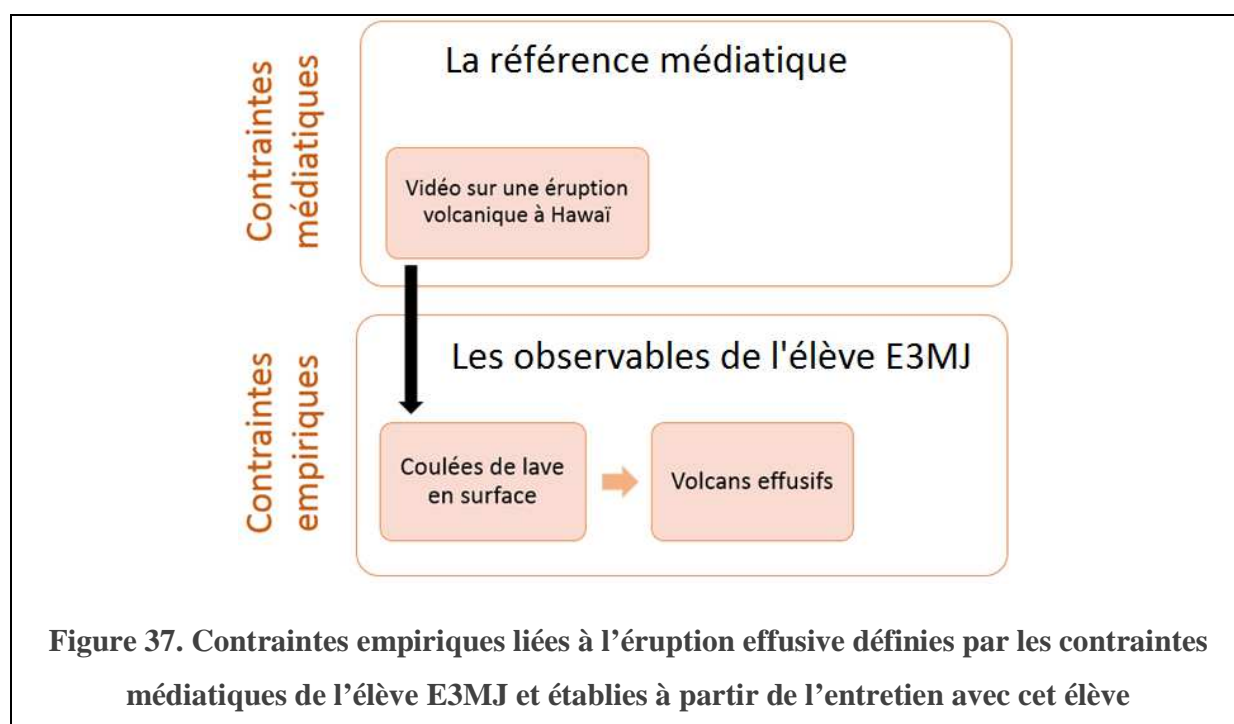 Contraintes
médiatiques
La référence médiatique
Vidéo sur une éruption
volcanique à Hawaï
Contraintes
empiriques
Les observables de l'élève E3MJ
Coulées de lave
en surface
Volcans effusifs
Figure 37. Contraintes empiriques liées à l’éruption effusive définies par les contraintes
médiatiques de l’élève E3MJ et établies à partir de l’entretien avec cet élève